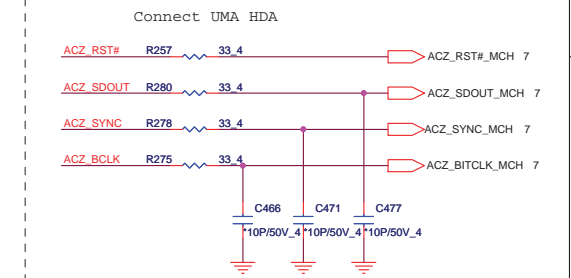 Connect UMA HDA
ACZ_RST# R257 33_4 ACZ_RST#_MCH 7
ACZ_SDOUT R280 33_4 ACZ_SDOUT_MCH 7
ACZ_SYNC R278 33_4 ACZ_SYNC_MCH 7
ACZ_BCLK R275 33_4 ACZ_BITCLK_MCH 7
C466 C471 C477
*10P/50V_4 *10P/50V_4 *10P/50V_4